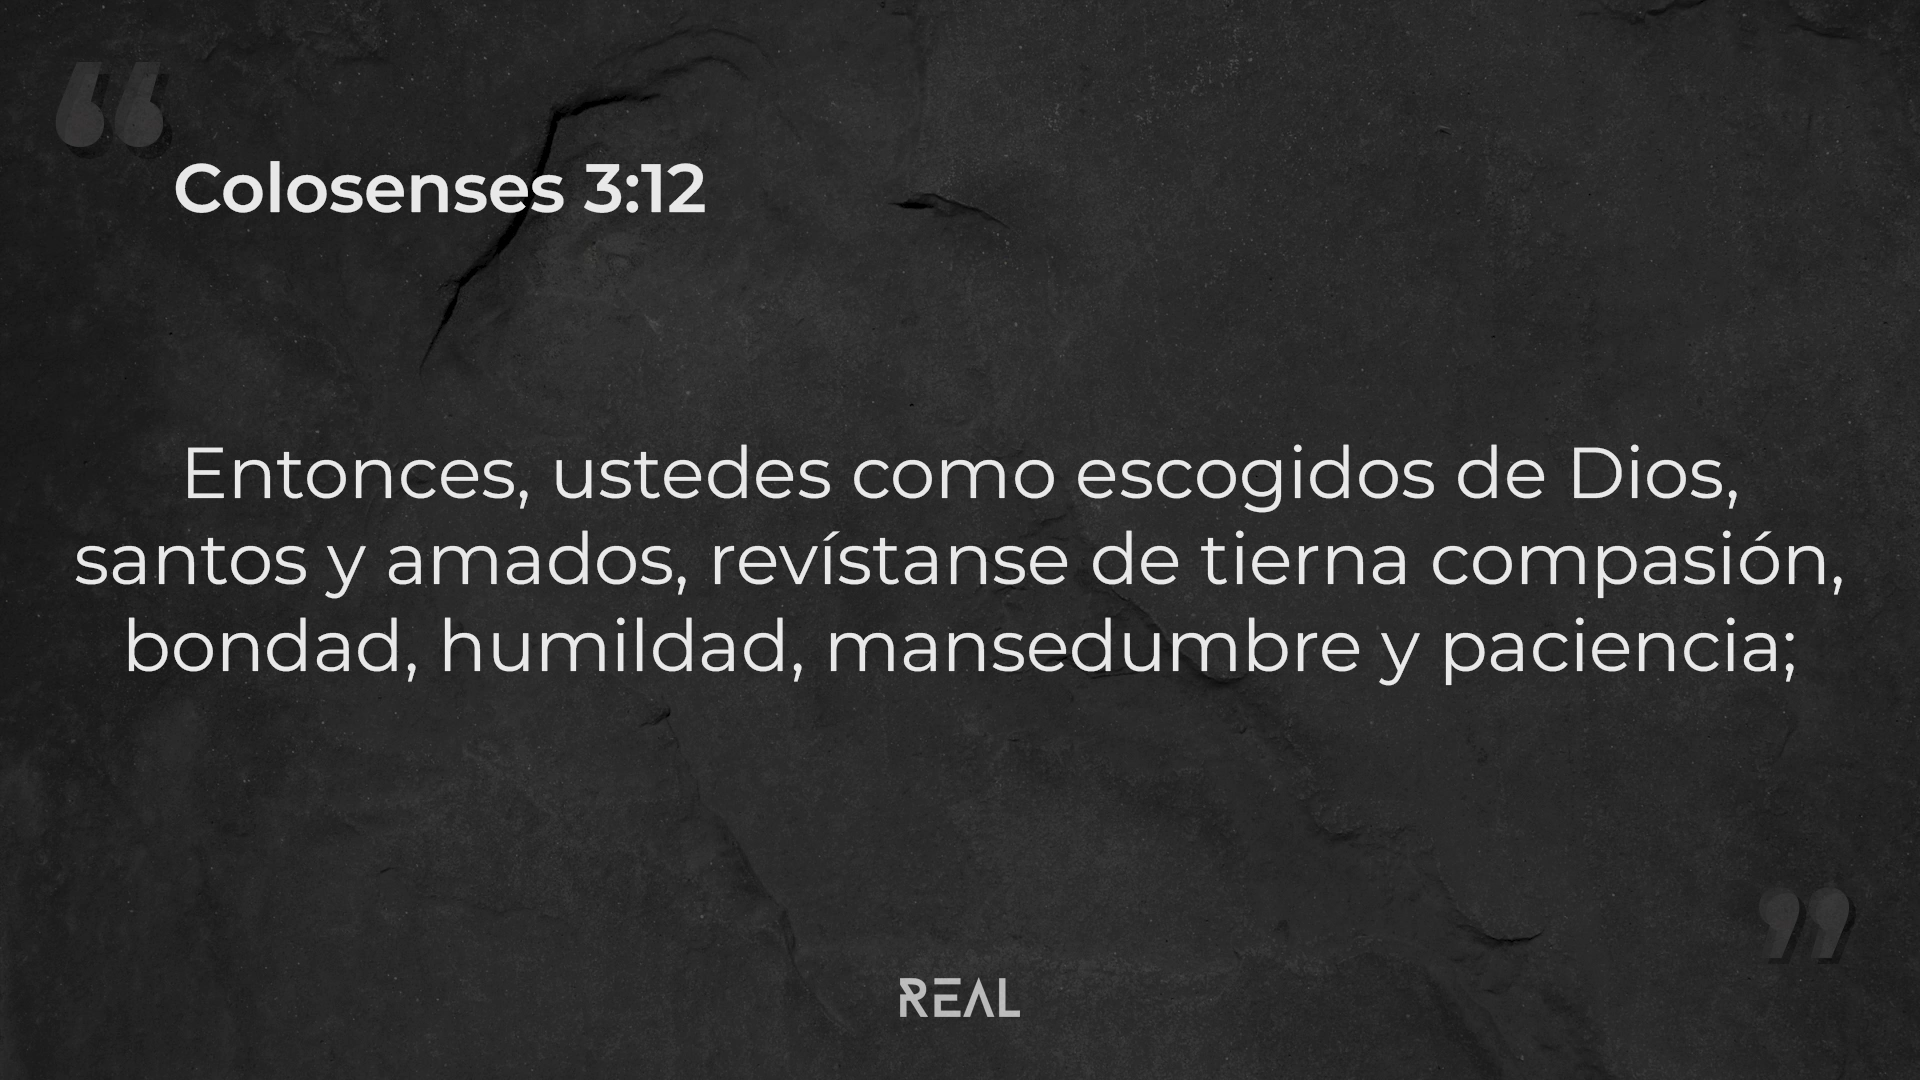 “
Colosenses 3:12
Entonces, ustedes como escogidos de Dios,
santos y amados, revístanse de tierna compasión,
bondad, humildad, mansedumbre y paciencia;
”
REAL